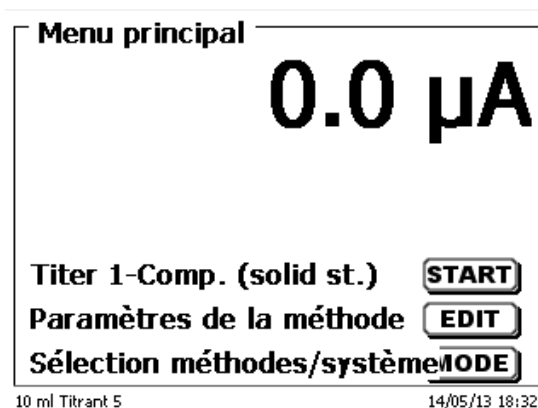 Menu principal
0.0 µA
Titer 1-Comp. (solid st.) START
Paramètres de la méthode EDIT
Sélection méthodes/système MODE
10 ml Titrant 5 14/05/13 18:32